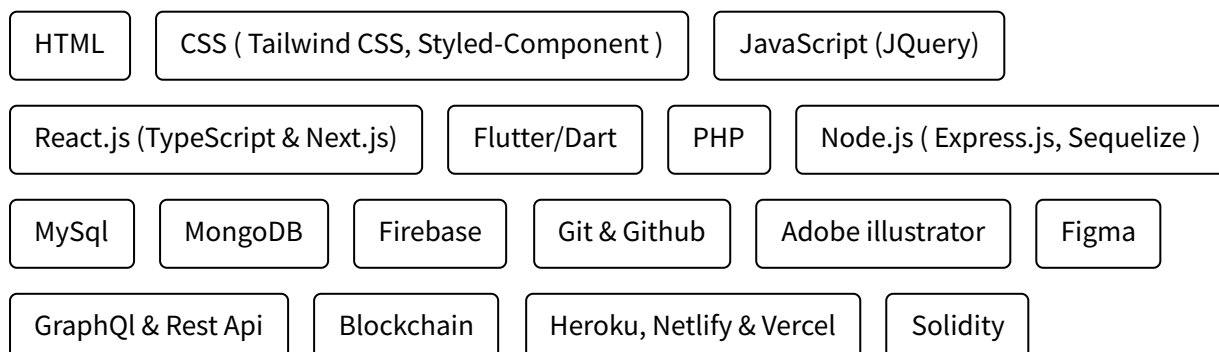 HTML CSS ( Tailwind CSS, Styled-Component ) JavaScript (JQuery)
React.js (TypeScript & Next.js) Flutter/Dart PHP Node.js ( Express.js, Sequelize )
MySql MongoDB Firebase Git & Github Adobe illustrator Figma
GraphQl & Rest Api Blockchain Heroku, Netlify & Vercel Solidity